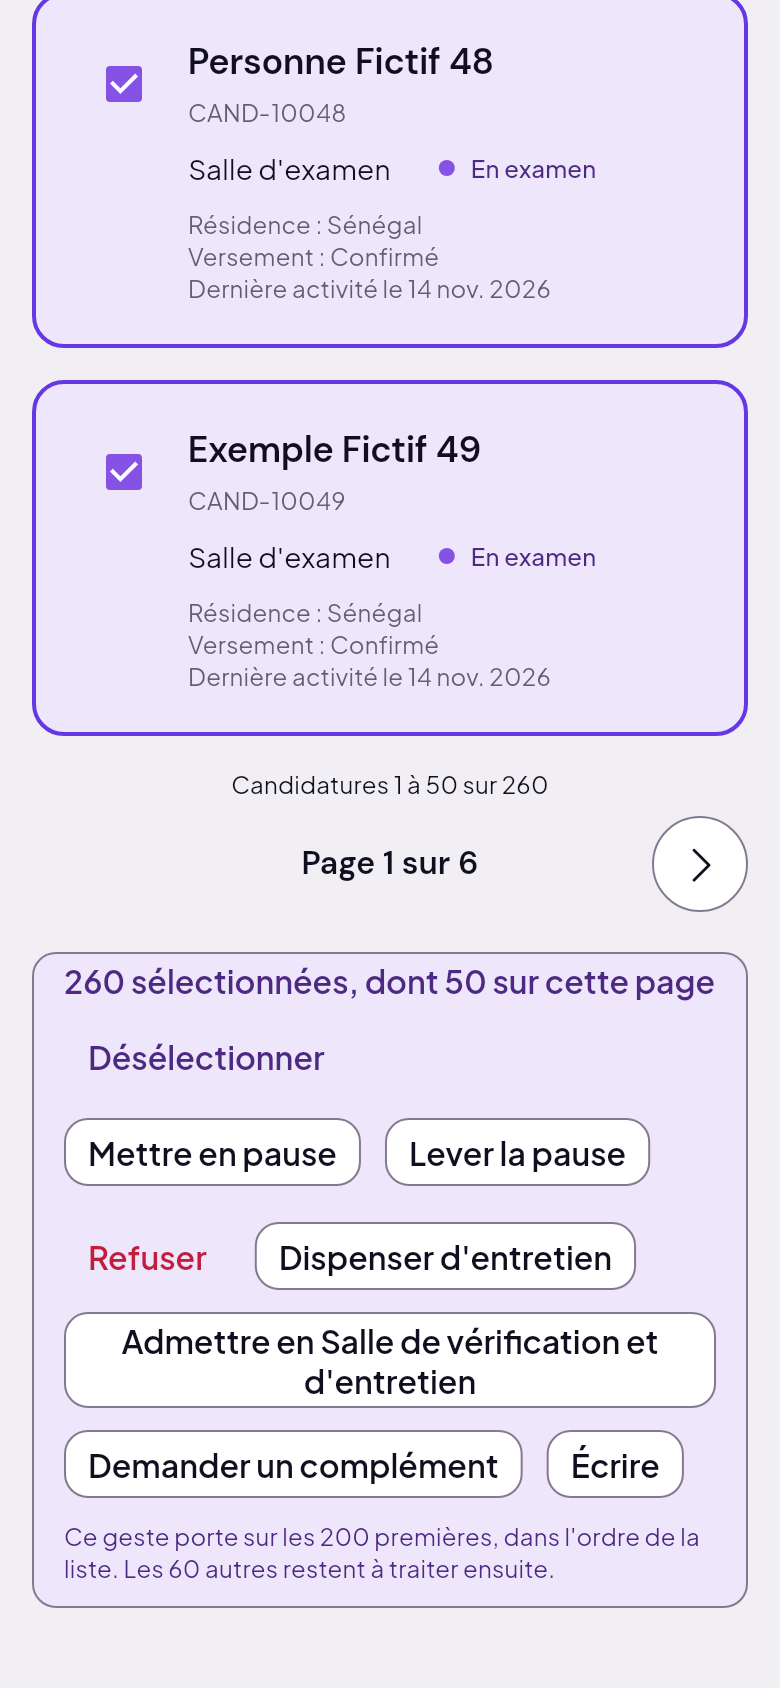 Personne Fictif 48
CAND-10048
Salle d'examen
En examen
Résidence : Sénégal
Versement : Confirmé
Dernière activité le 14 nov. 2026
Exemple Fictif 49
CAND-10049
Salle d'examen
En examen
Résidence : Sénégal
Versement : Confirmé
Dernière activité le 14 nov. 2026
Candidatures 1 à 50 sur 260
Page 1 sur 6
260 sélectionnées, dont 50 sur cette page
Désélectionner
Mettre en pause
Lever la pause
Refuser
Dispenser d'entretien
Admettre en Salle de vérification et
d'entretien
Demander un complément
Écrire
Ce geste porte sur les 200 premières, dans l'ordre de la
liste. Les 60 autres restent à traiter ensuite.